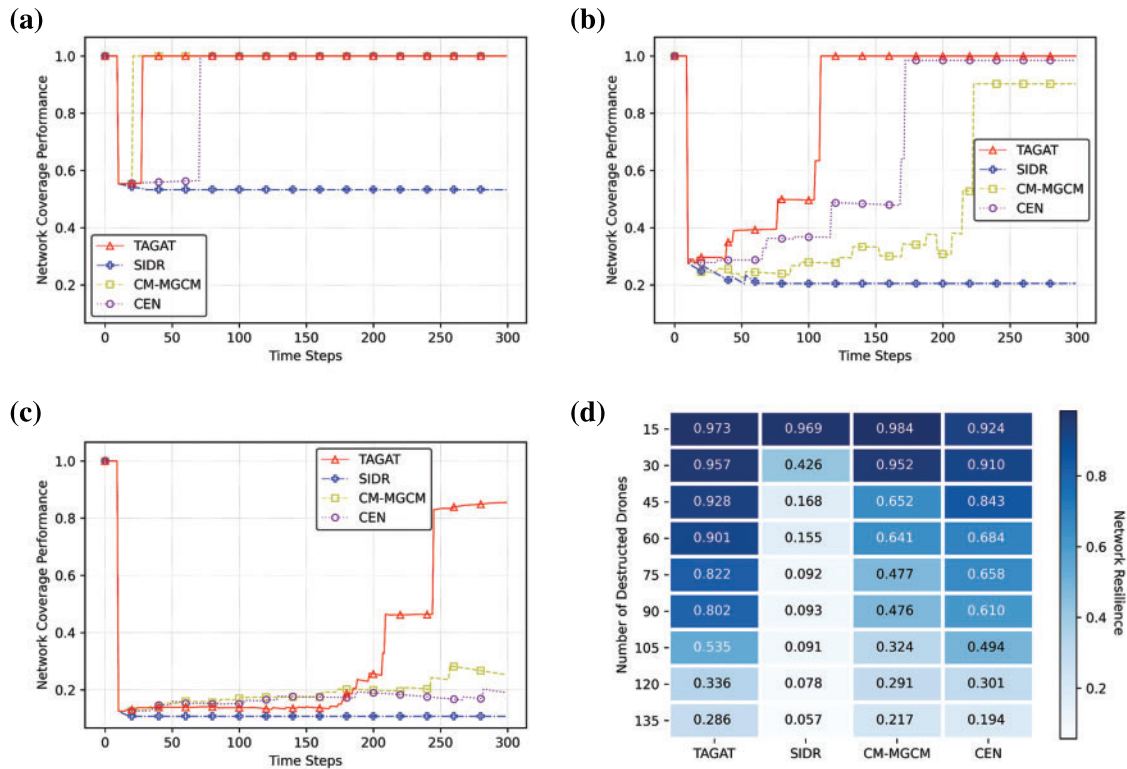 (a)
1.0
0.8
0.6
0.4
0.2
Network Coverage Performance
0 50 100 150 200 250 300
Time Steps
TAGAT
SIDR
CM-MGCM
CEN
(b)
1.0
0.8
0.6
0.4
0.2
Network Coverage Performance
0 50 100 150 200 250 300
Time Steps
TAGAT
SIDR
CM-MGCM
CEN
(c)
1.0
0.8
0.6
0.4
0.2
Network Coverage Performance
0 50 100 150 200 250 300
Time Steps
TAGAT
SIDR
CM-MGCM
CEN
(d)
Number of Destructed Drones
15 0.973 0.969 0.984 0.924
30 0.957 0.426 0.952 0.910
45 0.928 0.168 0.652 0.843
60 0.901 0.155 0.641 0.684
75 0.822 0.092 0.477 0.658
90 0.802 0.093 0.476 0.610
105 0.535 0.091 0.324 0.494
120 0.336 0.078 0.291 0.301
135 0.286 0.057 0.217 0.194
TAGAT SIDR CM-MGCM CEN
0.8
0.6
0.4
0.2
Network Resilience